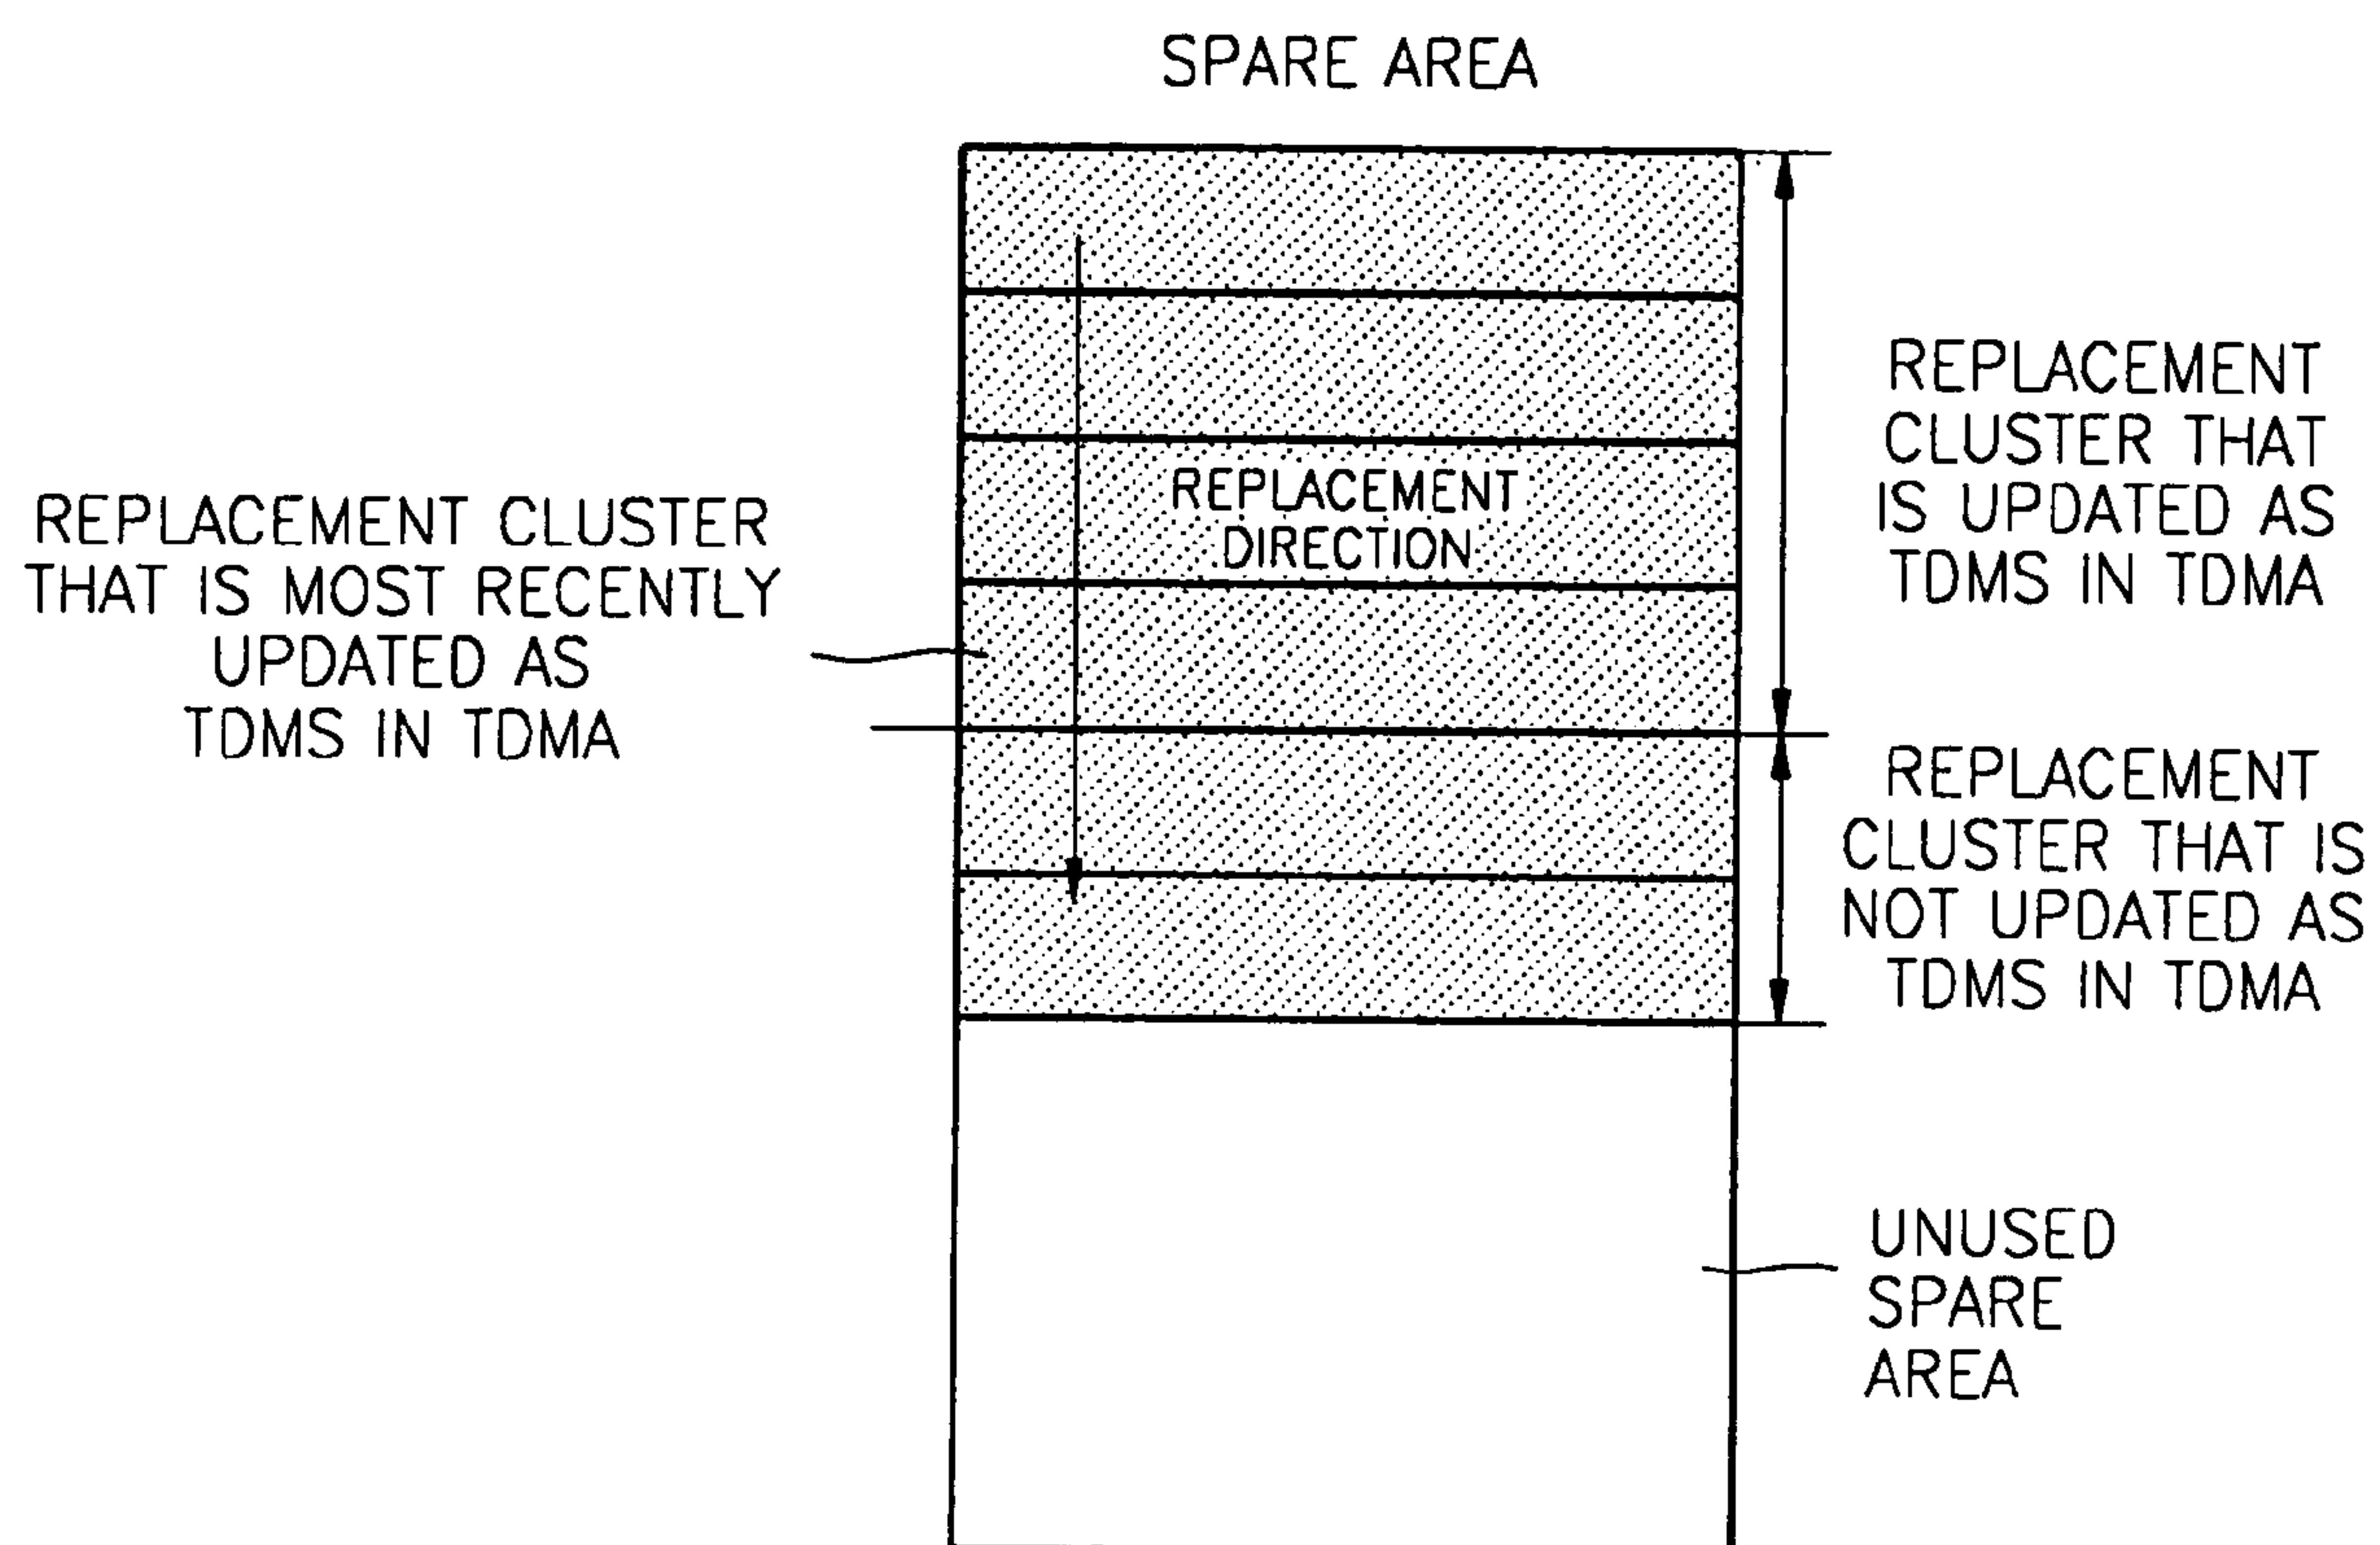 SPARE AREA
REPLACEMENT CLUSTER
THAT IS MOST RECENTLY
UPDATED AS
TDMS IN TDMA
REPLACEMENT
DIRECTION
REPLACEMENT
CLUSTER THAT
IS UPDATED AS
TDMS IN TDMA
REPLACEMENT
CLUSTER THAT IS
NOT UPDATED AS
TDMS IN TDMA
UNUSED
SPARE
AREA